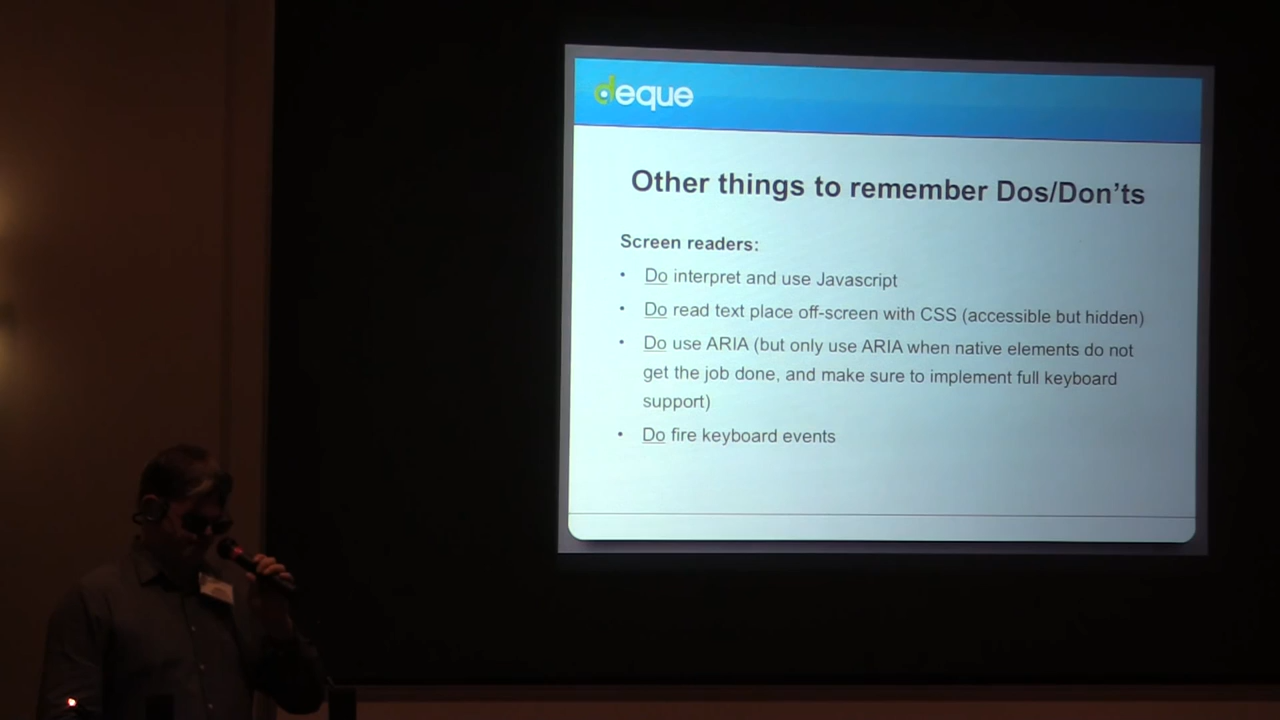 deque
Other things to remember Dos/Don'ts
Screen readers:
• Do interpret and use Javascript
• Do read text place off-screen with CSS (accessible but hidden)
• Do use ARIA (but only use ARIA when native elements do not
get the job done, and make sure to implement full keyboard
support)
• Do fire keyboard events